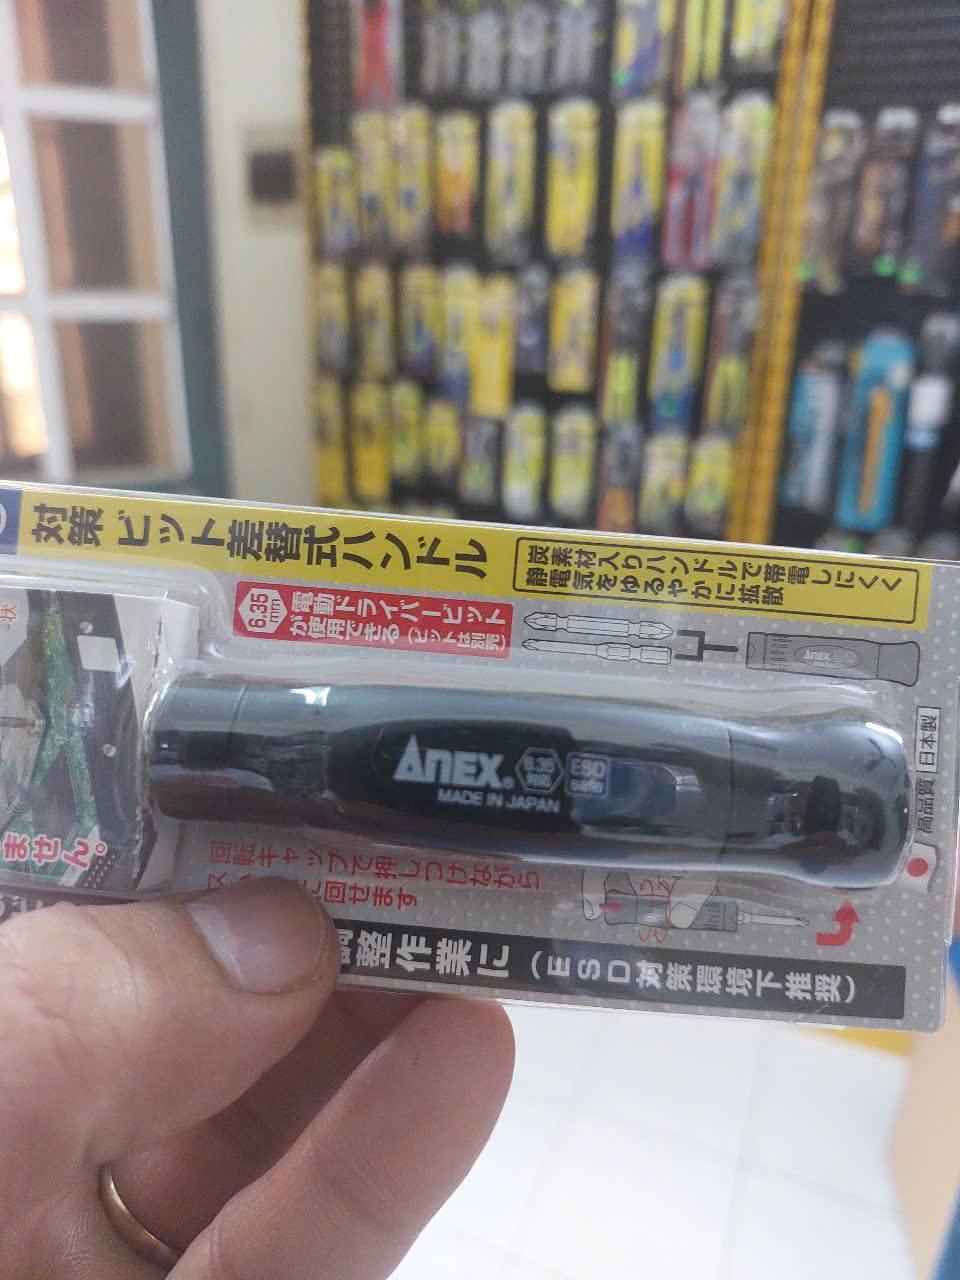 対策 ビット差替式ハンドル
炭素材入りハンドルで帯電しにくく
静電気をゆるやかに拡散
6.35
mm
電動ドライバービット
が使用できる(ビットは別売)
ANEX
ANEX®
6.35
ESD
MADE IN JAPAN
高品質 日本製
ません。
回転キャップで押しつけながら
に回せます
調整作業に(ESD対策環境下推奨)